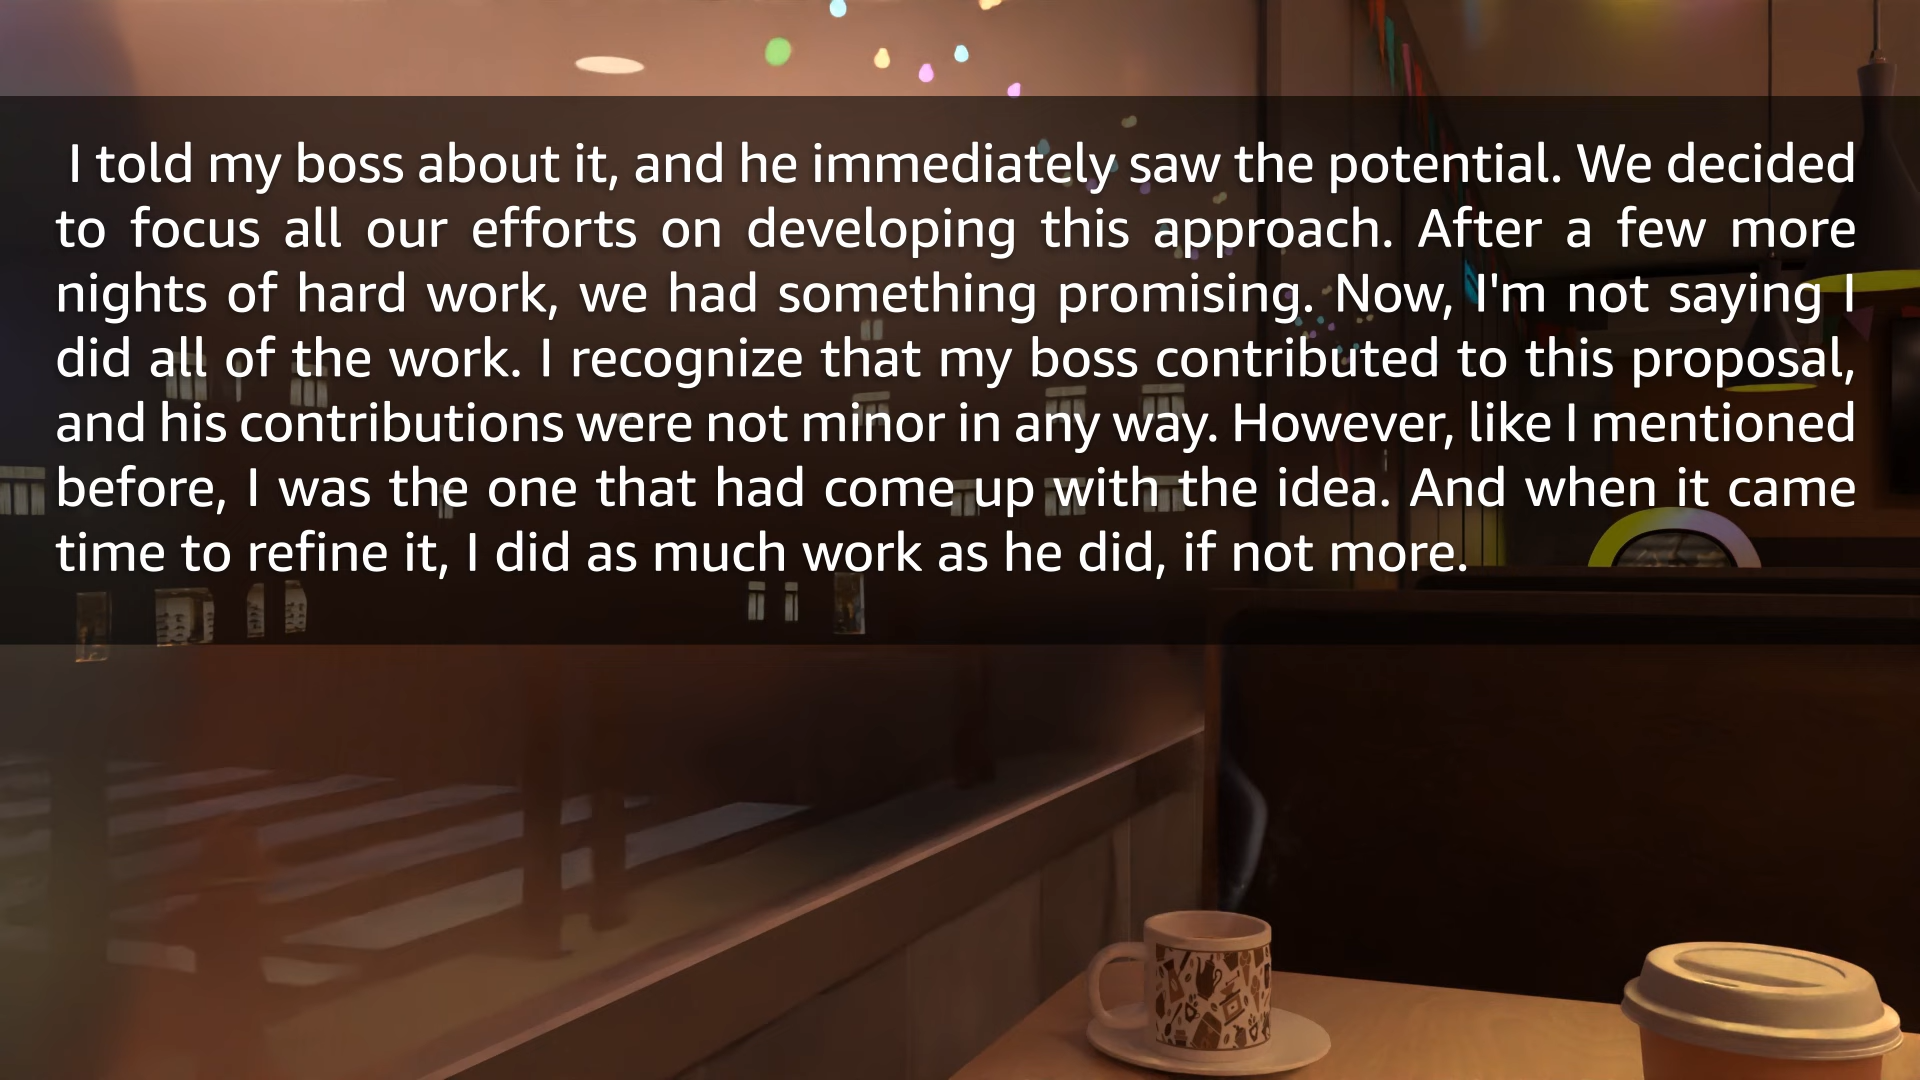 I told my boss about it, and he immediately saw the potential. We decided
to focus all our efforts on developing this approach. After a few more
nights of hard work, we had something promising. Now, I'm not saying I
did all of the work. I recognize that my boss contributed to this proposal,
and his contributions were not minor in any way. However, like I mentioned
before, I was the one that had come up with the idea. And when it came
time to refine it, I did as much work as he did, if not more.